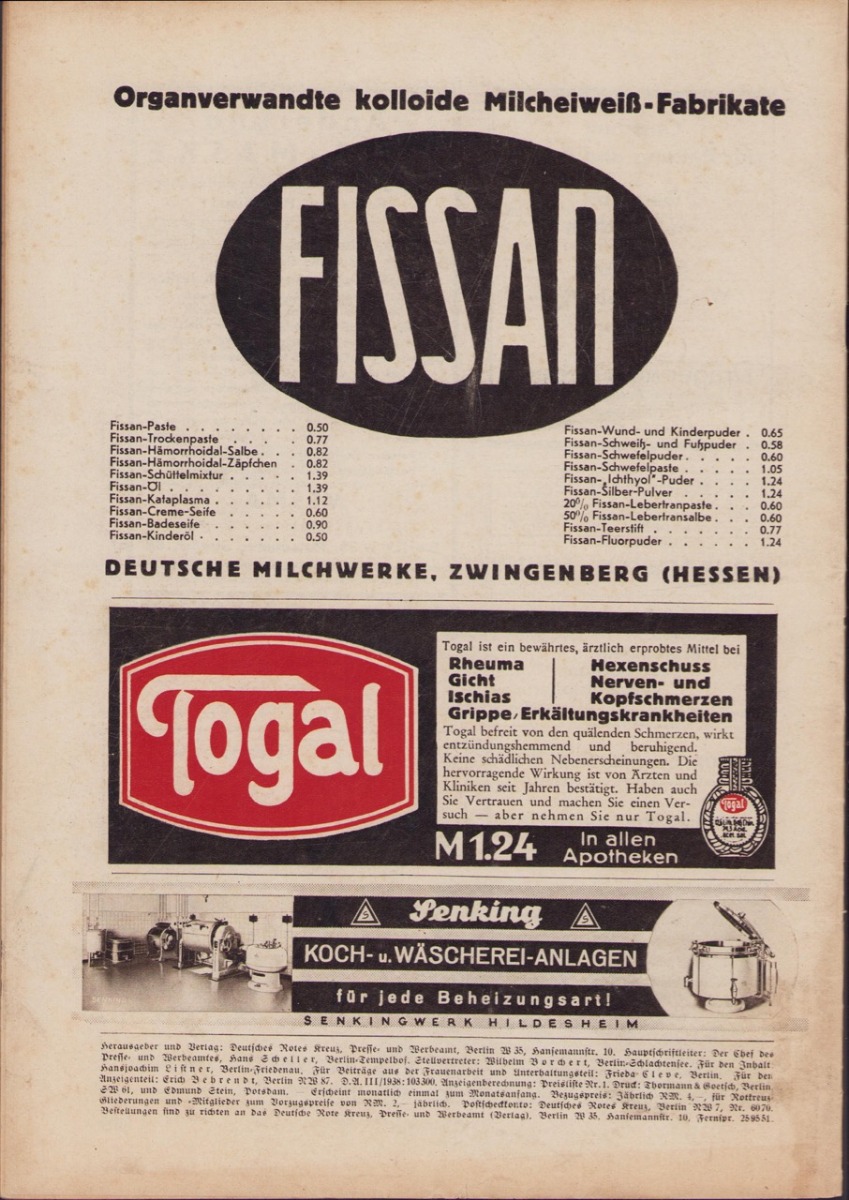 Organverwandte kolloide Milcheiweiß-Fabrikate
FISSAN
Fissan-Paste . . . . . . . . 0.50
Fissan-Trockenpaste . . . . . 0.77
Fissan-Hämorrhoidal-Salbe . . . 0.82
Fissan-Hämorrhoidal-Zäpfchen . 0.82
Fissan-Schüttelmixtur . . . . . 1.39
Fissan-Öl . . . . . . . . . 1.39
Fissan-Kataplasma . . . . . . 1.12
Fissan-Creme-Seife . . . . . 0.60
Fissan-Badeseife . . . . . . 0.90
Fissan-Kinderöl . . . . . . . 0.50
Fissan-Wund- und Kinderpuder . 0.65
Fissan-Schweiß- und Fußpuder . 0.58
Fissan-Schwefelpuder . . . . . 0.60
Fissan-Schwefelpaste . . . . . 1.05
Fissan-„Ichthyol"-Puder . . . . 1.24
Fissan-Silber-Pulver . . . . . 1.24
20% Fissan-Lebertranpaste . . . 0.60
50% Fissan-Lebertransalbe . . . 0.60
Fissan-Teerstift . . . . . . . 0.77
Fissan-Fluorpuder . . . . . . 1.24
DEUTSCHE MILCHWERKE, ZWINGENBERG (HESSEN)
Togal
Togal ist ein bewährtes, ärztlich erprobtes Mittel bei
Rheuma Hexenschuss
Gicht Nerven- und
Ischias Kopfschmerzen
Grippe, Erkältungskrankheiten
Togal befreit von den quälenden Schmerzen, wirkt
entzündungshemmend und beruhigend.
Keine schädlichen Nebenerscheinungen. Die
hervorragende Wirkung ist von Ärzten und
Kliniken seit Jahren bestätigt. Haben auch
Sie Vertrauen und machen Sie einen Ver-
such — aber nehmen Sie nur Togal.
Togal
M 1.24 In allen
Apotheken
Senking
KOCH- u. WÄSCHEREI-ANLAGEN
für jede Beheizungsart!
SENKINGWERK HILDESHEIM
Herausgeber und Verlag: Deutsches Rotes Kreuz, Presse- und Werbeamt, Berlin W 35, Hansemannstr. 10. Hauptschriftleiter: Der Chef des
Presse- und Werbeamtes, Hans Scheller, Berlin-Tempelhof. Stellvertreter: Wilhelm Borchert, Berlin-Schlachtensee. Für den Inhalt
Hansjoachim Liftner, Berlin-Friedenau, Für Beiträge aus der Frauenarbeit und Unterhaltungsteil: Frieda Cleve, Berlin. Für den
Anzeigenteil: Erich Behrendt, Berlin NW 87. D.A. III/1938: 103300. Anzeigenberechnung: Preisliste Nr. 1. Druck: Thormann & Goetsch, Berlin
SW 61, und Edmund Stein, Potsdam. — Erscheint monatlich einmal zum Monatsanfang. Bezugspreis: Jährlich RM. 4,—, für Rotkreuz-
Gliederungen und -Mitglieder zum Vorzugspreise von RM. 2,— jährlich. Postscheckkonto: Deutsches Rotes Kreuz, Berlin NW 7, Nr. 6070.
Bestellungen sind zu richten an das Deutsche Rote Kreuz, Presse- und Werbeamt (Verlag), Berlin W 35, Hansemannstr. 10, Fernspr. 25 95 51.